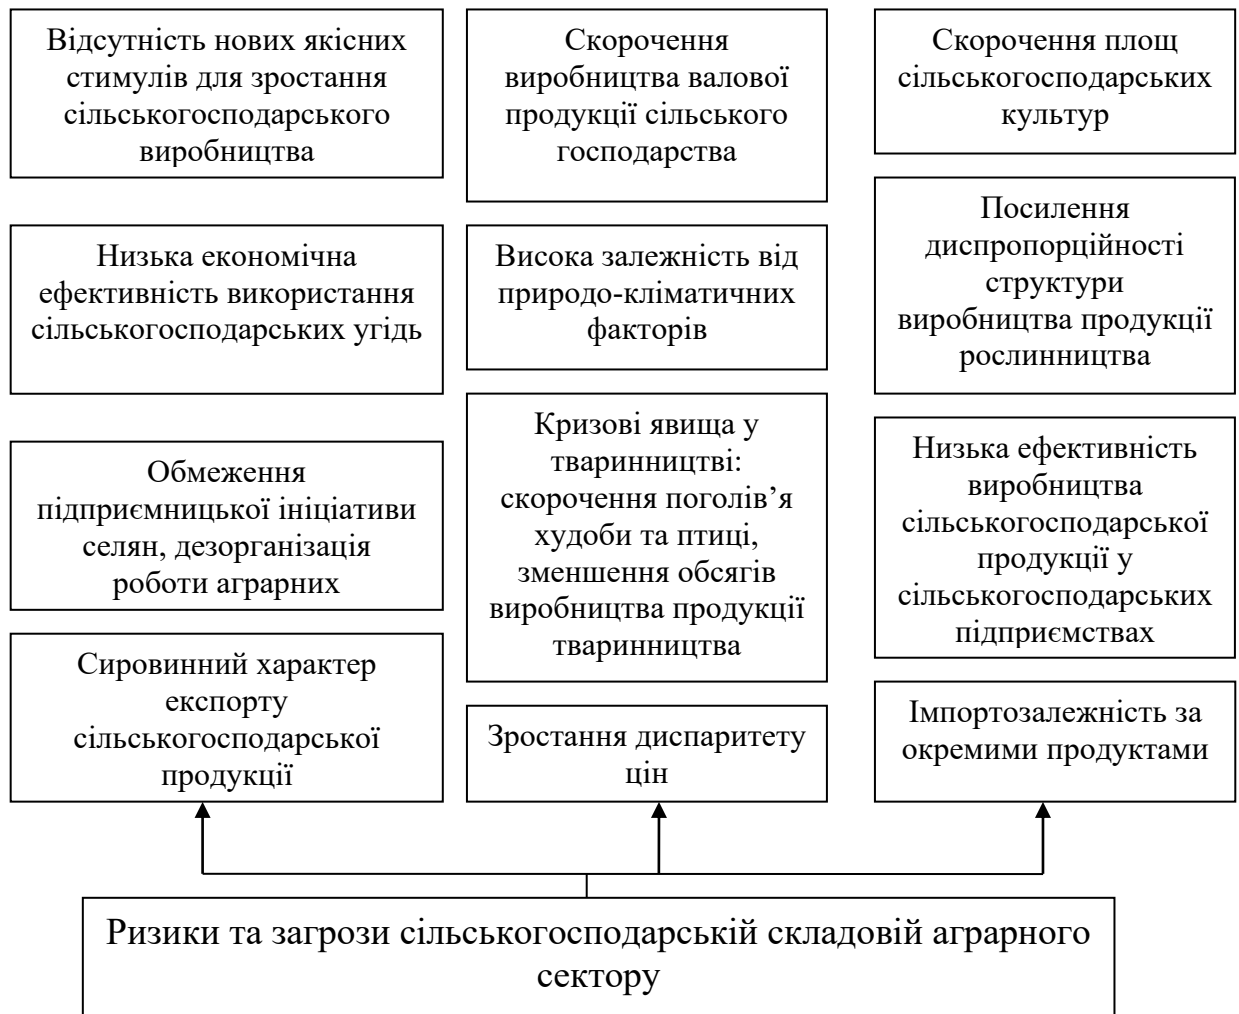 Відсутність нових якісних
стимулів для зростання
сільськогосподарського
виробництва
Низька економічна
ефективність використання
сільськогосподарських угідь
Обмеження
підприємницької ініціативи
селян, дезорганізація
роботи аграрних
Сировинний характер
експорту
сільськогосподарської
продукції
Скорочення
виробництва валової
продукції сільського
господарства
Висока залежність від
природо-кліматичних
факторів
Кризові явища у
тваринництві:
скорочення поголів’я
худоби та птиці,
зменшення обсягів
виробництва продукції
тваринництва
Зростання диспаритету
цін
Скорочення площ
сільськогосподарських
культур
Посилення
диспропорційності
структури
виробництва продукції
рослинництва
Низька ефективність
виробництва
сільськогосподарської
продукції у
сільськогосподарських
підприємствах
Імпортозалежність за
окремими продуктами
Ризики та загрози сільськогосподарській складовій аграрного
сектору